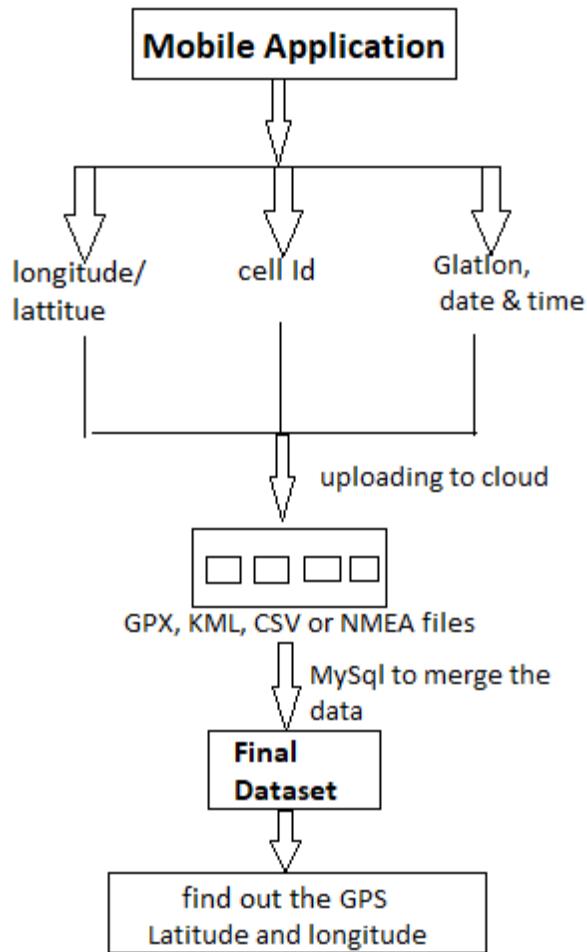 Mobile Application
longitude/
lattitue
cell Id
Glatlon,
date & time
uploading to cloud
GPX, KML, CSV or NMEA files
MySql to merge the
data
Final
Dataset
find out the GPS
Latitude and longitude